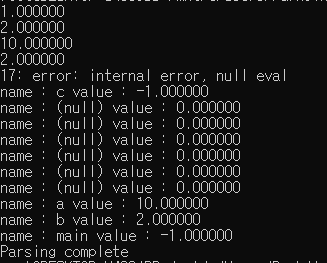 1.000000
2.000000
10.000000
2.000000
17: error: internal error, null eval
name : c value : -1.000000
name : (null) value : 0.000000
name : (null) value : 0.000000
name : (null) value : 0.000000
name : (null) value : 0.000000
name : (null) value : 0.000000
name : (null) value : 0.000000
name : a value : 10.000000
name : b value : 2.000000
name : main value : -1.000000
Parsing complete